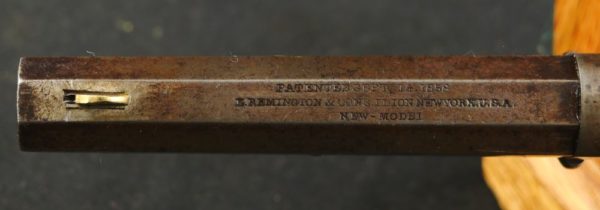 PATENTED SEPT. 14. 1858
E. REMINGTON & SONS. ILION NEW YORK. U.S.A.
NEW-MODEL